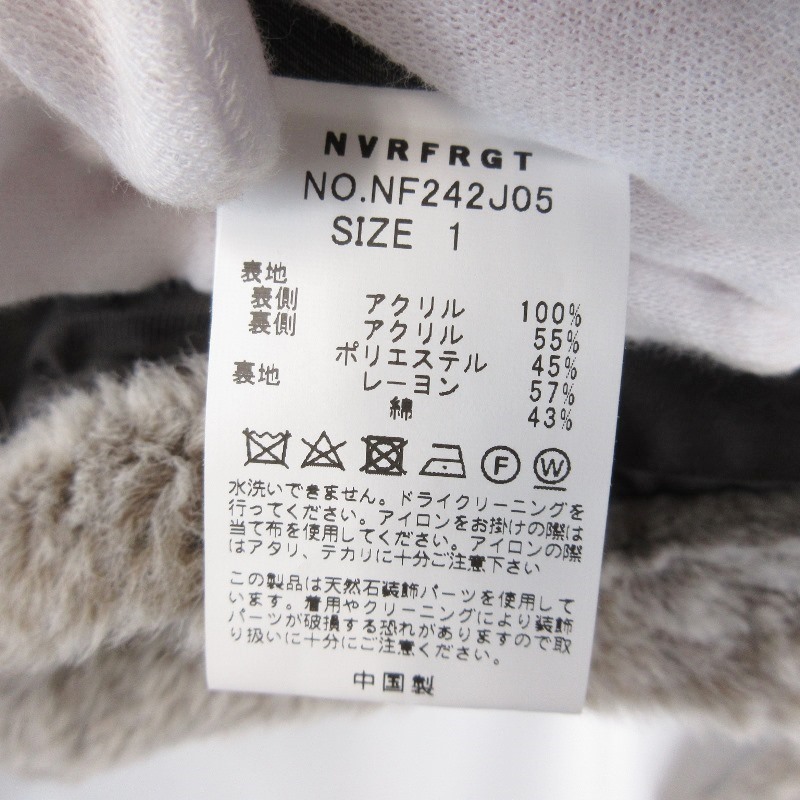 NVRFRGT
NO.NF242J05
SIZE 1
表地
表側 アクリル 100%
裏側 アクリル 55%
ポリエステル 45%
裏地 レーヨン 57%
綿 43%
F W
水洗いできません。ドライクリーニングを
行ってください。アイロンをお掛けの際は
当て布を使用してください。アイロンの際
はアタリ、テカリに十分ご注意下さい
この製品は天然石装飾パーツを使用して
います。着用やクリーニングにより装飾
パーツが破損する恐れがありますので取
り扱いに十分にご注意ください。
中国製